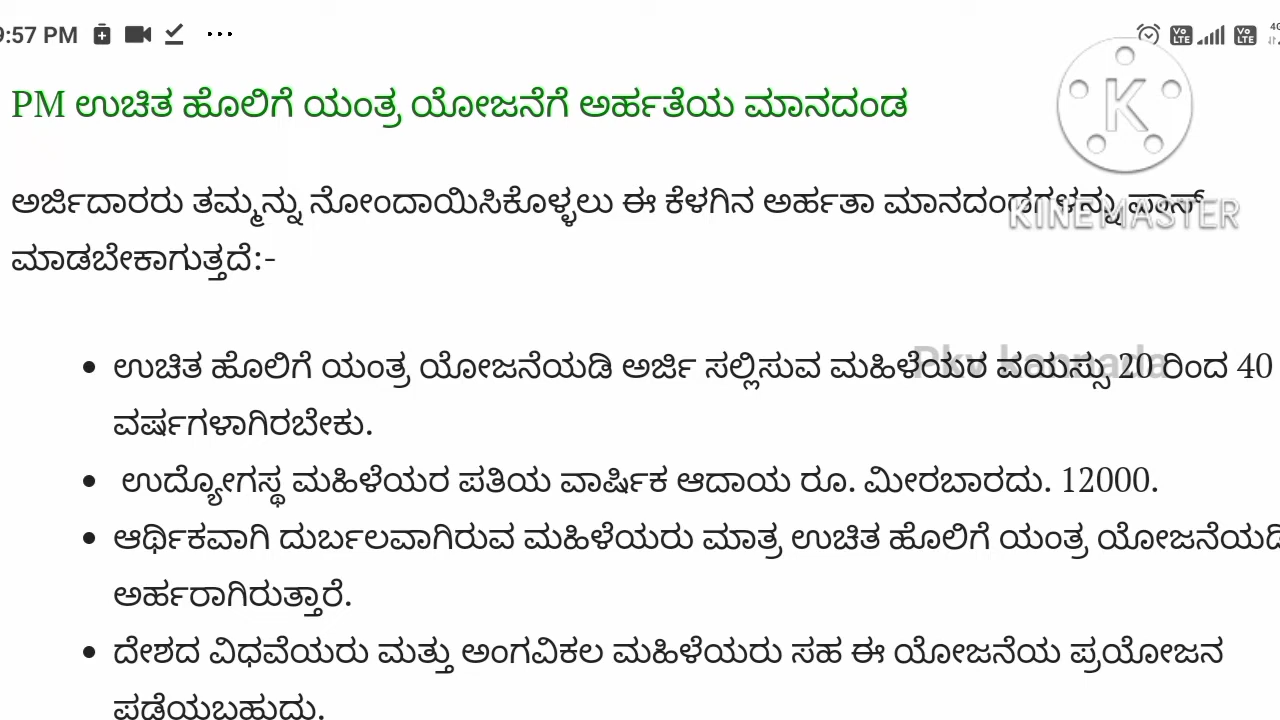 9:57 PM
K
KINEMASTER
PM ಉಚಿತ ಹೊಲಿಗೆ ಯಂತ್ರ ಯೋಜನೆಗೆ ಅರ್ಹತೆಯ ಮಾನದಂಡ
ಅರ್ಜಿದಾರರು ತಮ್ಮನ್ನು ನೋಂದಾಯಿಸಿಕೊಳ್ಳಲು ಈ ಕೆಳಗಿನ ಅರ್ಹತಾ ಮಾನದಂಡಗಳನ್ನು ಪಾಸ್
ಮಾಡಬೇಕಾಗುತ್ತದೆ:-
Pkv kannada
• ಉಚಿತ ಹೊಲಿಗೆ ಯಂತ್ರ ಯೋಜನೆಯಡಿ ಅರ್ಜಿ ಸಲ್ಲಿಸುವ ಮಹಿಳೆಯರ ವಯಸ್ಸು 20 ರಿಂದ 40
ವರ್ಷಗಳಾಗಿರಬೇಕು.
• ಉದ್ಯೋಗಸ್ಥ ಮಹಿಳೆಯರ ಪತಿಯ ವಾರ್ಷಿಕ ಆದಾಯ ರೂ. ಮೀರಬಾರದು. 12000.
• ಆರ್ಥಿಕವಾಗಿ ದುರ್ಬಲವಾಗಿರುವ ಮಹಿಳೆಯರು ಮಾತ್ರ ಉಚಿತ ಹೊಲಿಗೆ ಯಂತ್ರ ಯೋಜನೆಯಡಿ
ಅರ್ಹರಾಗಿರುತ್ತಾರೆ.
• ದೇಶದ ವಿಧವೆಯರು ಮತ್ತು ಅಂಗವಿಕಲ ಮಹಿಳೆಯರು ಸಹ ಈ ಯೋಜನೆಯ ಪ್ರಯೋಜನ
ಪಡೆಯಬಹುದು.